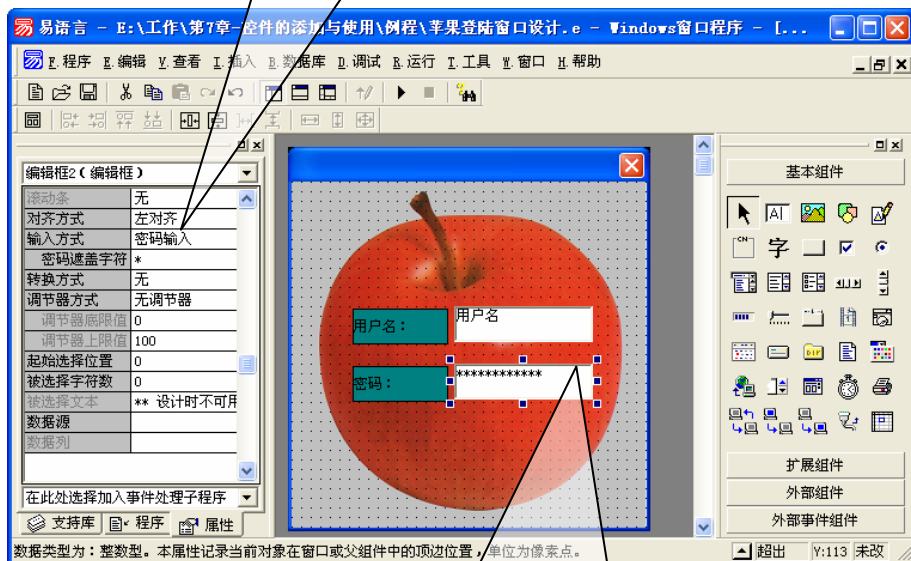 易语言 - E:\工作\第7章-控件的添加与使用\例程\苹果登陆窗口设计.e - Windows窗口程序 - [...
F.程序 E.编辑 V.查看 I.插入 B.数据库 D.调试 R.运行 T.工具 W.窗口 H.帮助
编辑框2（编辑框）
滚动条 无
对齐方式 左对齐
输入方式 密码输入
密码遮盖字符 *
转换方式 无
调节器方式 无调节器
调节器底限值 0
调节器上限值 100
起始选择位置 0
被选择字符数 0
被选择文本 ** 设计时不可用
数据源
数据列
在此处选择加入事件处理子程序
支持库 程序 属性
用户名： 用户名
密码： ************
基本组件
扩展组件
外部组件
外部事件组件
数据类型为：整数型。本属性记录当前对象在窗口或父组件中的顶边位置，单位为像素点。
超出 Y:113 未改